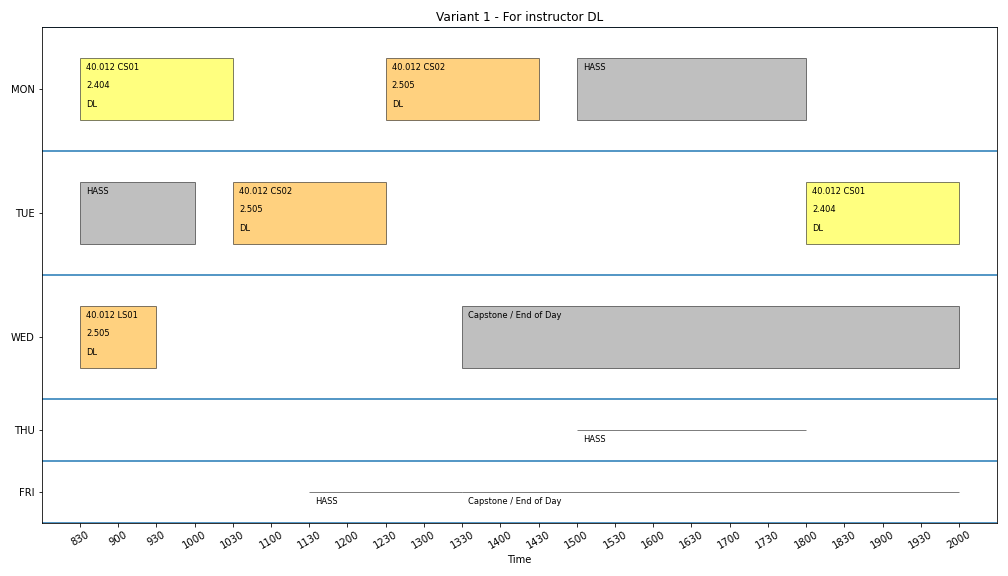 Variant 1 - For instructor DL
MON
40.012 CS01
2.404
DL
40.012 CS02
2.505
DL
HASS
TUE
HASS
40.012 CS02
2.505
DL
40.012 CS01
2.404
DL
WED
40.012 LS01
2.505
DL
Capstone / End of Day
THU
HASS
FRI
HASS
Capstone / End of Day
830 900 930 1000 1030 1100 1130 1200 1230 1300 1330 1400 1430 1500 1530 1600 1630 1700 1730 1800 1830 1900 1930 2000
Time